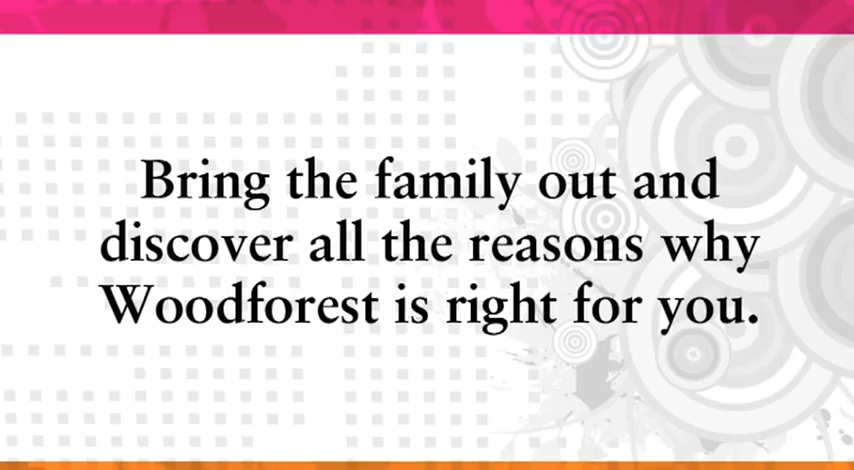 Bring the family out and
discover all the reasons why
Woodforest is right for you.